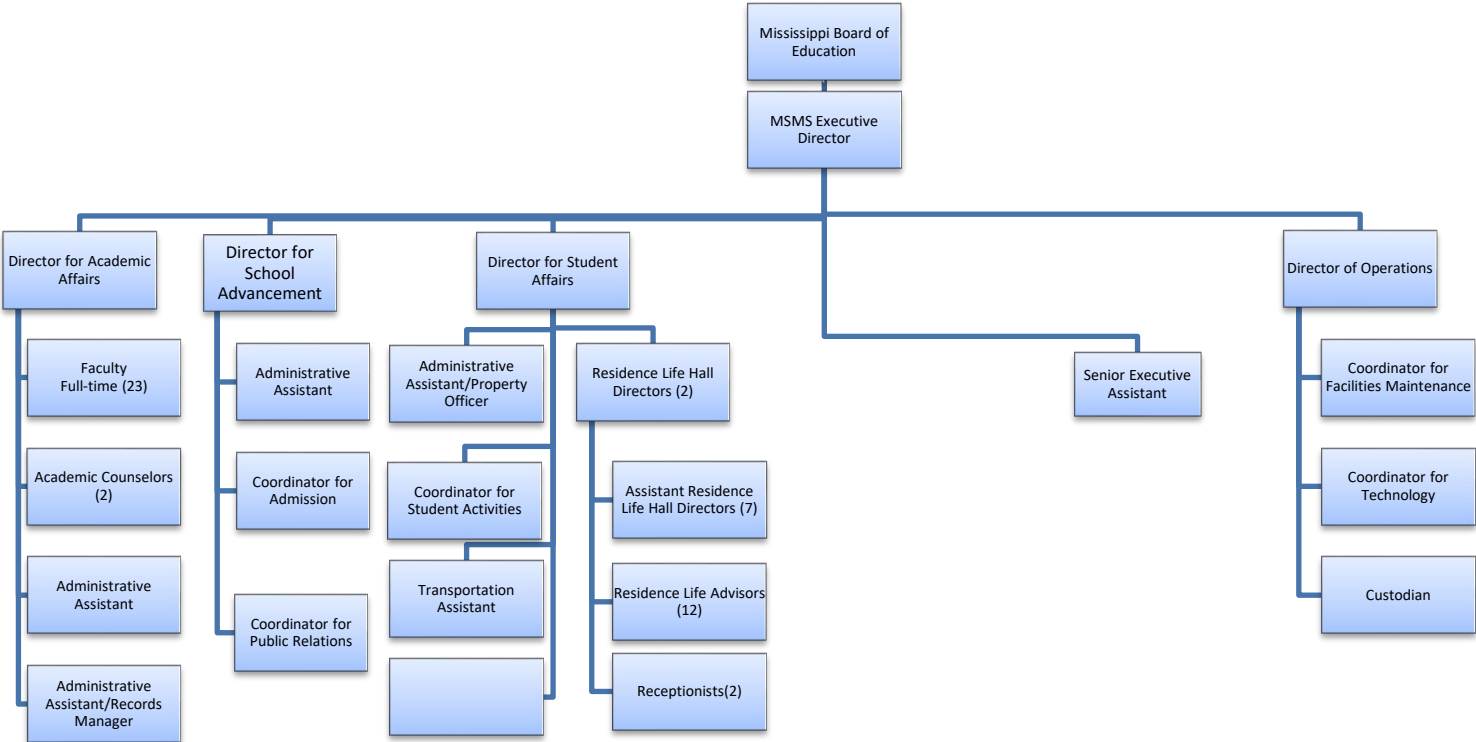 Mississippi Board of
Education
MSMS Executive
Director
Director for Academic
Affairs
Director for
School
Advancement
Director for Student
Affairs
Director of Operations
Senior Executive
Assistant
Faculty
Full-time (23)
Academic Counselors
(2)
Administrative
Assistant
Administrative
Assistant/Records
Manager
Administrative
Assistant
Coordinator for
Admission
Coordinator for
Public Relations
Administrative
Assistant/Property
Officer
Coordinator for
Student Activities
Transportation
Assistant
Residence Life Hall
Directors (2)
Assistant Residence
Life Hall Directors (7)
Residence Life Advisors
(12)
Receptionists(2)
Coordinator for
Facilities Maintenance
Coordinator for
Technology
Custodian